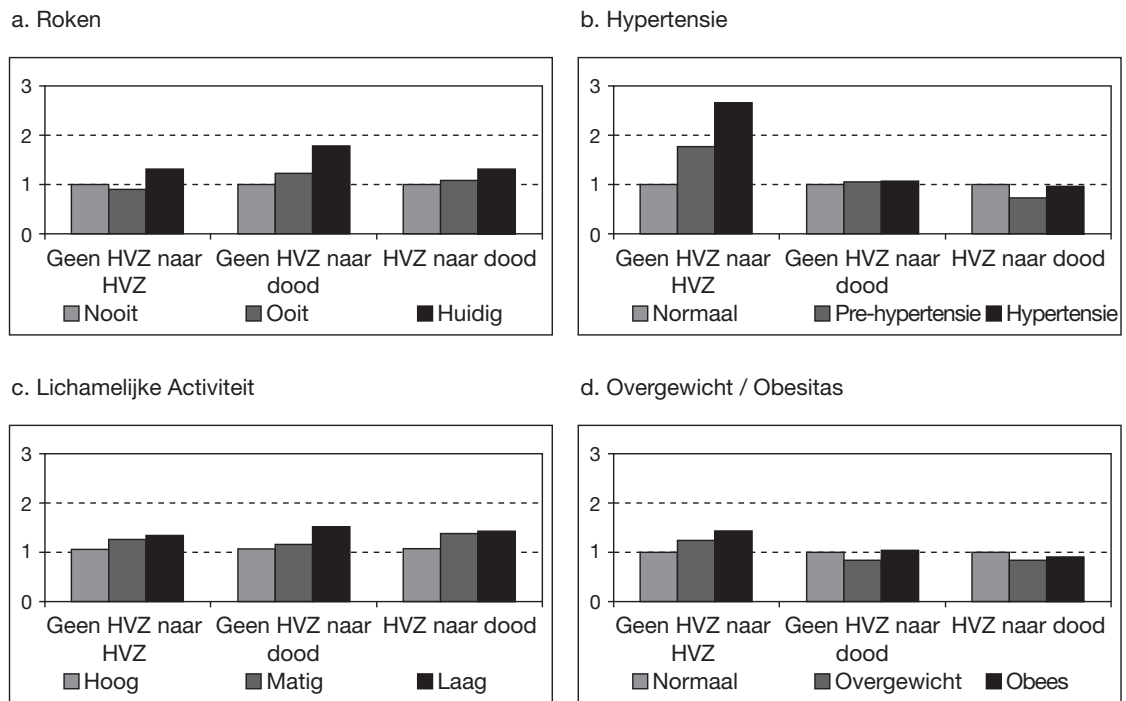 a. Roken
3
2
1
0
Geen HVZ naar HVZ
Geen HVZ naar dood
HVZ naar dood
Nooit
Ooit
Huidig
b. Hypertensie
3
2
1
0
Geen HVZ naar HVZ
Geen HVZ naar dood
HVZ naar dood
Normaal
Pre-hypertensie
Hypertensie
c. Lichamelijke Activiteit
3
2
1
0
Geen HVZ naar HVZ
Geen HVZ naar dood
HVZ naar dood
Hoog
Matig
Laag
d. Overgewicht / Obesitas
3
2
1
0
Geen HVZ naar HVZ
Geen HVZ naar dood
HVZ naar dood
Normaal
Overgewicht
Obees